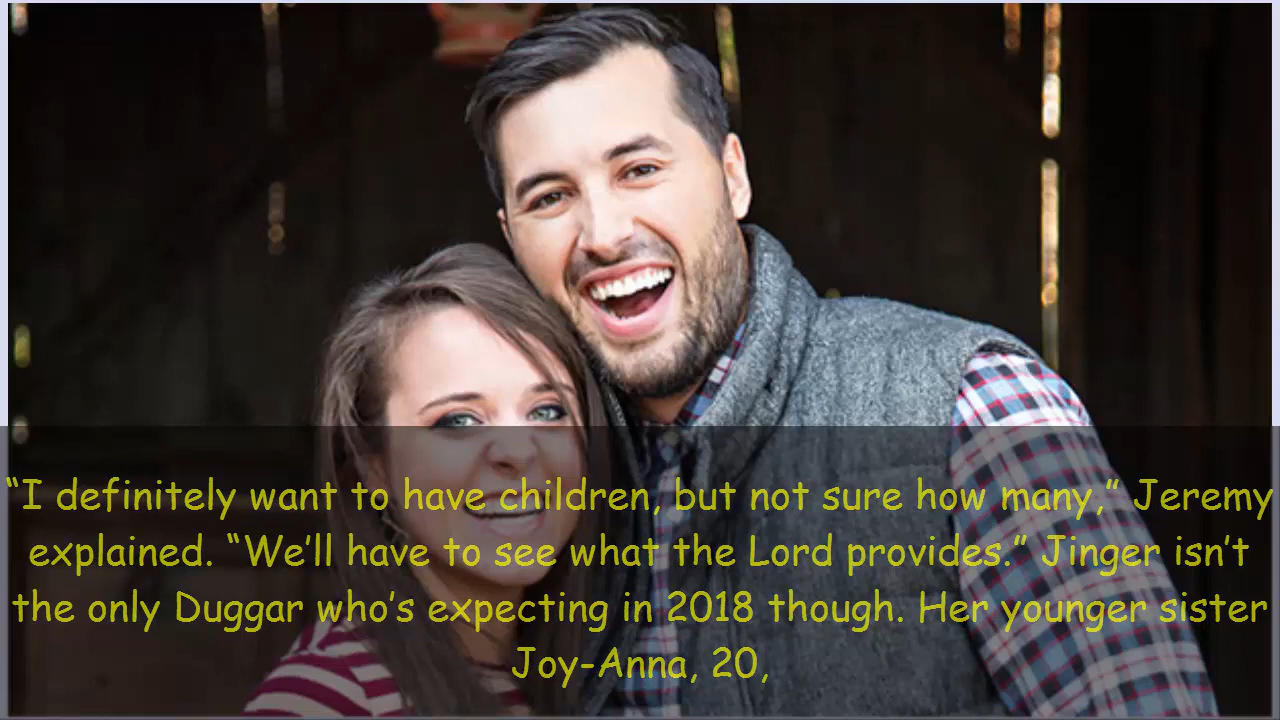 “I definitely want to have children, but not sure how many,” Jeremy
explained. “We’ll have to see what the Lord provides.” Jinger isn’t
the only Duggar who’s expecting in 2018 though. Her younger sister
Joy-Anna, 20,